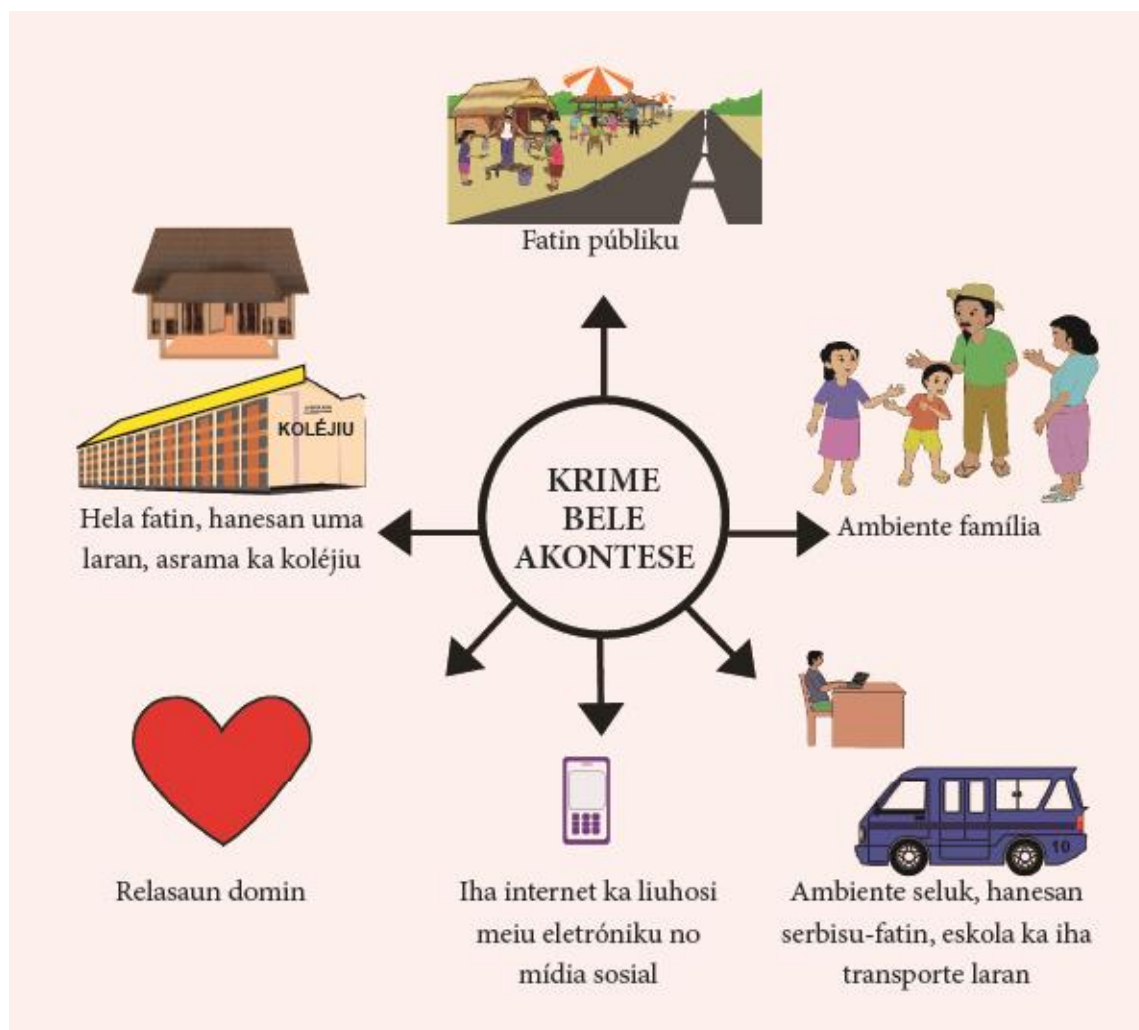 Fatin públiku
KOLÉJIU
Hela fatin, hanesan uma
laran, asrama ka koléjiu
KRIME
BELE
AKONTESE
Ambiente família
Relasaun domin
Iha internet ka liuhosi
meiu eletróniku no
mídia sosial
10
Ambiente seluk, hanesan
serbisu-fatin, eskola ka iha
transporte laran